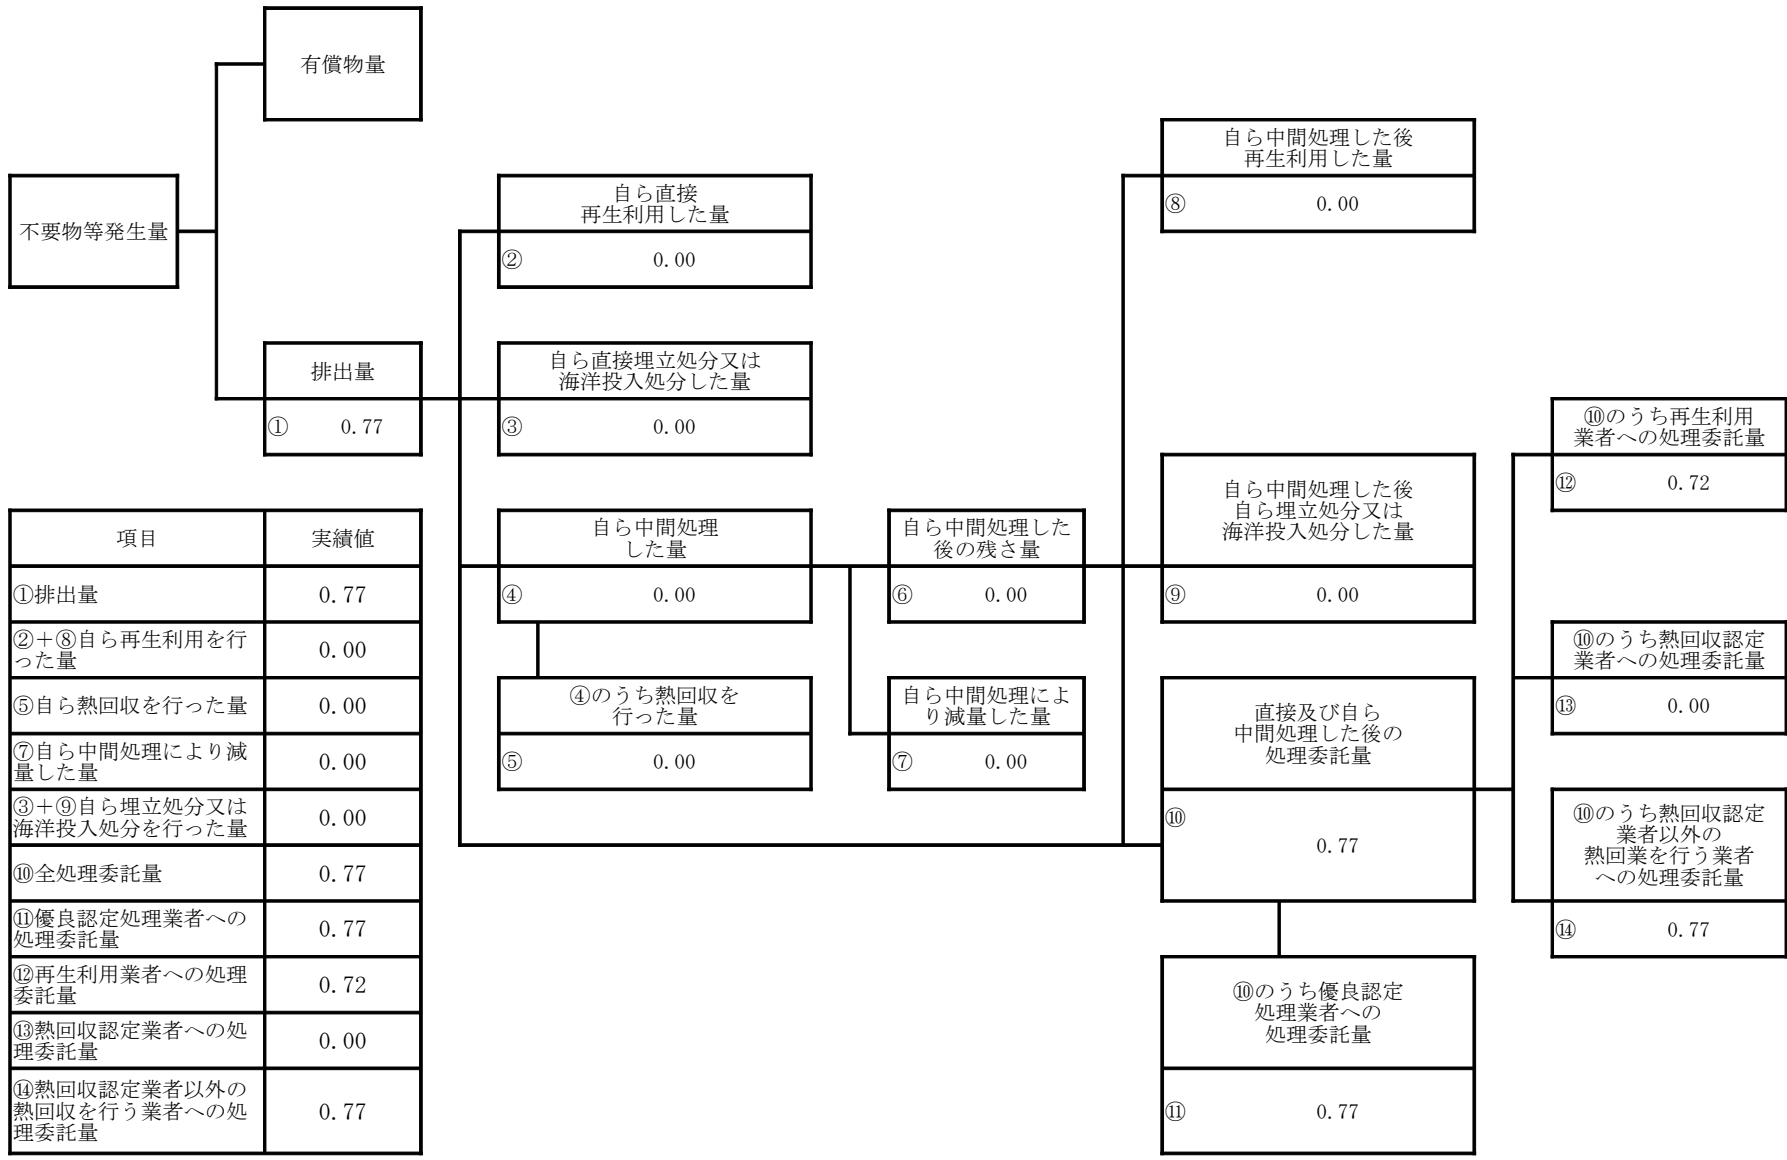 有償物量
不要物等発生量
排出量
① 0.77
自ら直接
再生利用した量
② 0.00
自ら直接埋立処分又は
海洋投入処分した量
③ 0.00
自ら中間処理
した量
④ 0.00
④のうち熱回収を
行った量
⑤ 0.00
自ら中間処理した
後の残さ量
⑥ 0.00
自ら中間処理によ
り減量した量
⑦ 0.00
自ら中間処理した後
再生利用した量
⑧ 0.00
自ら中間処理した後
自ら埋立処分又は
海洋投入処分した量
⑨ 0.00
直接及び自ら
中間処理した後の
処理委託量
⑩ 0.77
⑩のうち優良認定
処理業者への
処理委託量
⑪ 0.77
⑩のうち再生利用
業者への処理委託量
⑫ 0.72
⑩のうち熱回収認定
業者への処理委託量
⑬ 0.00
⑩のうち熱回収認定
業者以外の
熱回業を行う業者
への処理委託量
⑭ 0.77
項目 実績値
①排出量 0.77
②＋⑧自ら再生利用を行
った量 0.00
⑤自ら熱回収を行った量 0.00
⑦自ら中間処理により減
量した量 0.00
③＋⑨自ら埋立処分又は
海洋投入処分を行った量 0.00
⑩全処理委託量 0.77
⑪優良認定処理業者への
処理委託量 0.77
⑫再生利用業者への処理
委託量 0.72
⑬熱回収認定業者への処
理委託量 0.00
⑭熱回収認定業者以外の
熱回収を行う業者への処
理委託量 0.77